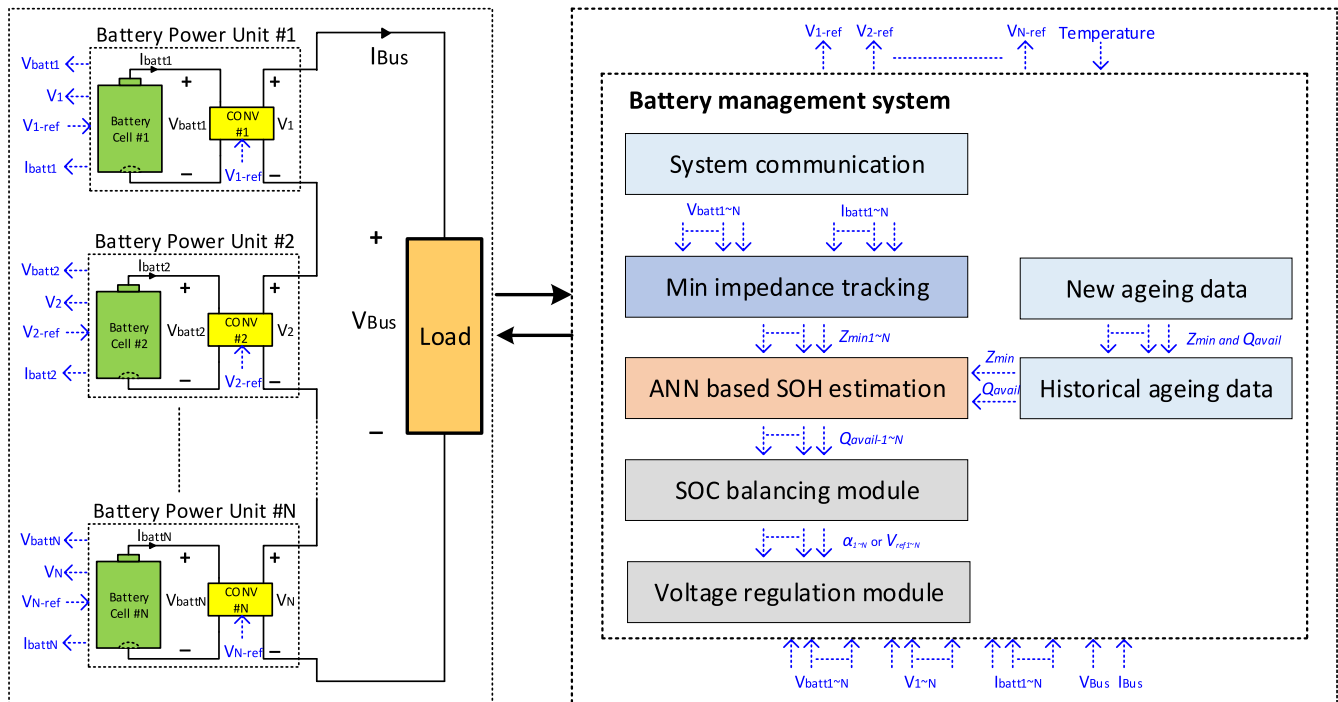 Battery Power Unit #1
Vbatt1
V1
V1-ref
Ibatt1
Ibatt1
+
Battery
Cell #1
Vbatt1
CONV
#1
+
V1
−
V1-ref
−
IBus
Battery Power Unit #2
Vbatt2
V2
V2-ref
Ibatt2
Ibatt2
+
Battery
Cell #2
Vbatt2
CONV
#2
+
V2
−
V2-ref
−
+
VBus
−
Load
Battery Power Unit #N
VbattN
VN
VN-ref
IbattN
IbattN
+
Battery
Cell #N
VbattN
CONV
#N
+
VN
−
VN-ref
−
V1-ref V2-ref VN-ref Temperature
Battery management system
System communication
Vbatt1~N Ibatt1~N
Min impedance tracking
New ageing data
Zmin1~N
Zmin and Qavail
ANN based SOH estimation
Zmin
Qavail
Historical ageing data
Qavail-1~N
SOC balancing module
α1~N or Vref1~N
Voltage regulation module
Vbatt1~N V1~N Ibatt1~N VBus IBus